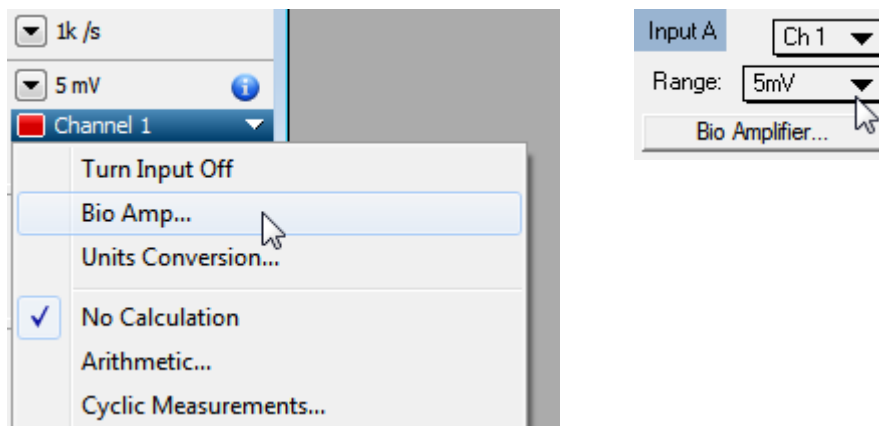 1k /s
5 mV
Channel 1
Turn Input Off
Bio Amp...
Units Conversion...
No Calculation
Arithmetic...
Cyclic Measurements...
Input A Ch 1
Range: 5mV
Bio Amplifier...